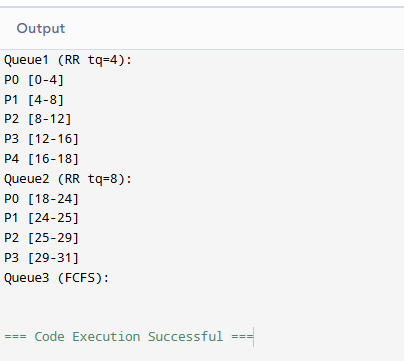 Output
Queue1 (RR tq=4):
P0 [0-4]
P1 [4-8]
P2 [8-12]
P3 [12-16]
P4 [16-18]
Queue2 (RR tq=8):
P0 [18-24]
P1 [24-25]
P2 [25-29]
P3 [29-31]
Queue3 (FCFS):
=== Code Execution Successful ===